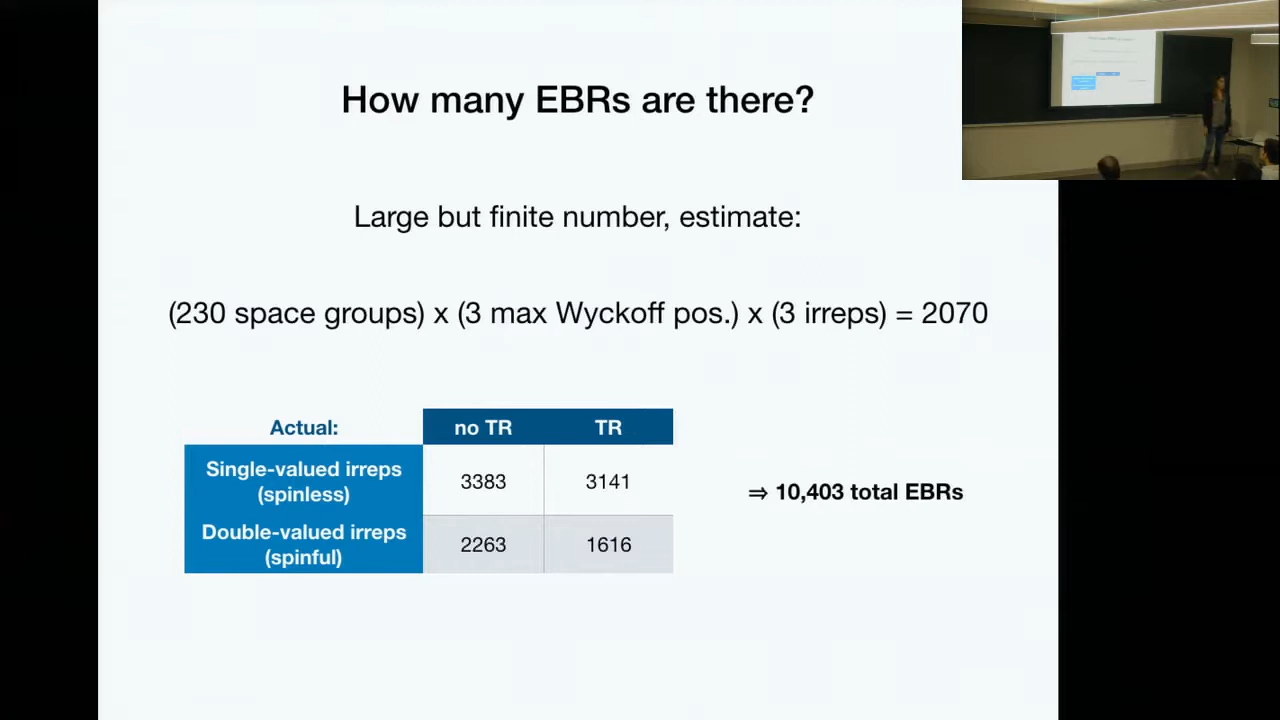 How many EBRs are there?
Large but finite number, estimate:
(230 space groups) x (3 max Wyckoff pos.) x (3 irreps) = 2070
Actual: no TR TR
Single-valued irreps (spinless) 3383 3141
Double-valued irreps (spinful) 2263 1616
⇒ 10,403 total EBRs